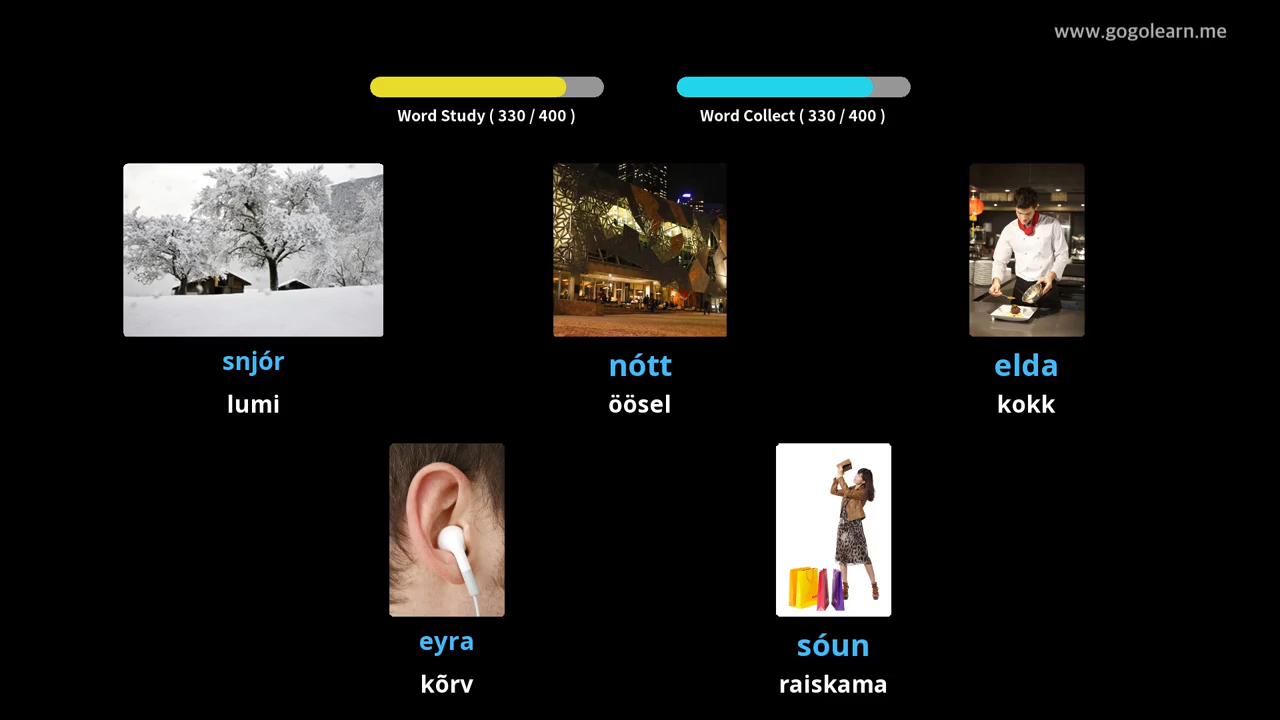 www.gogolearn.me
Word Study ( 330 / 400 )
Word Collect ( 330 / 400 )
snjór
nótt
elda
lumi
öösel
kokk
eyra
sóun
kõrv
raiskama